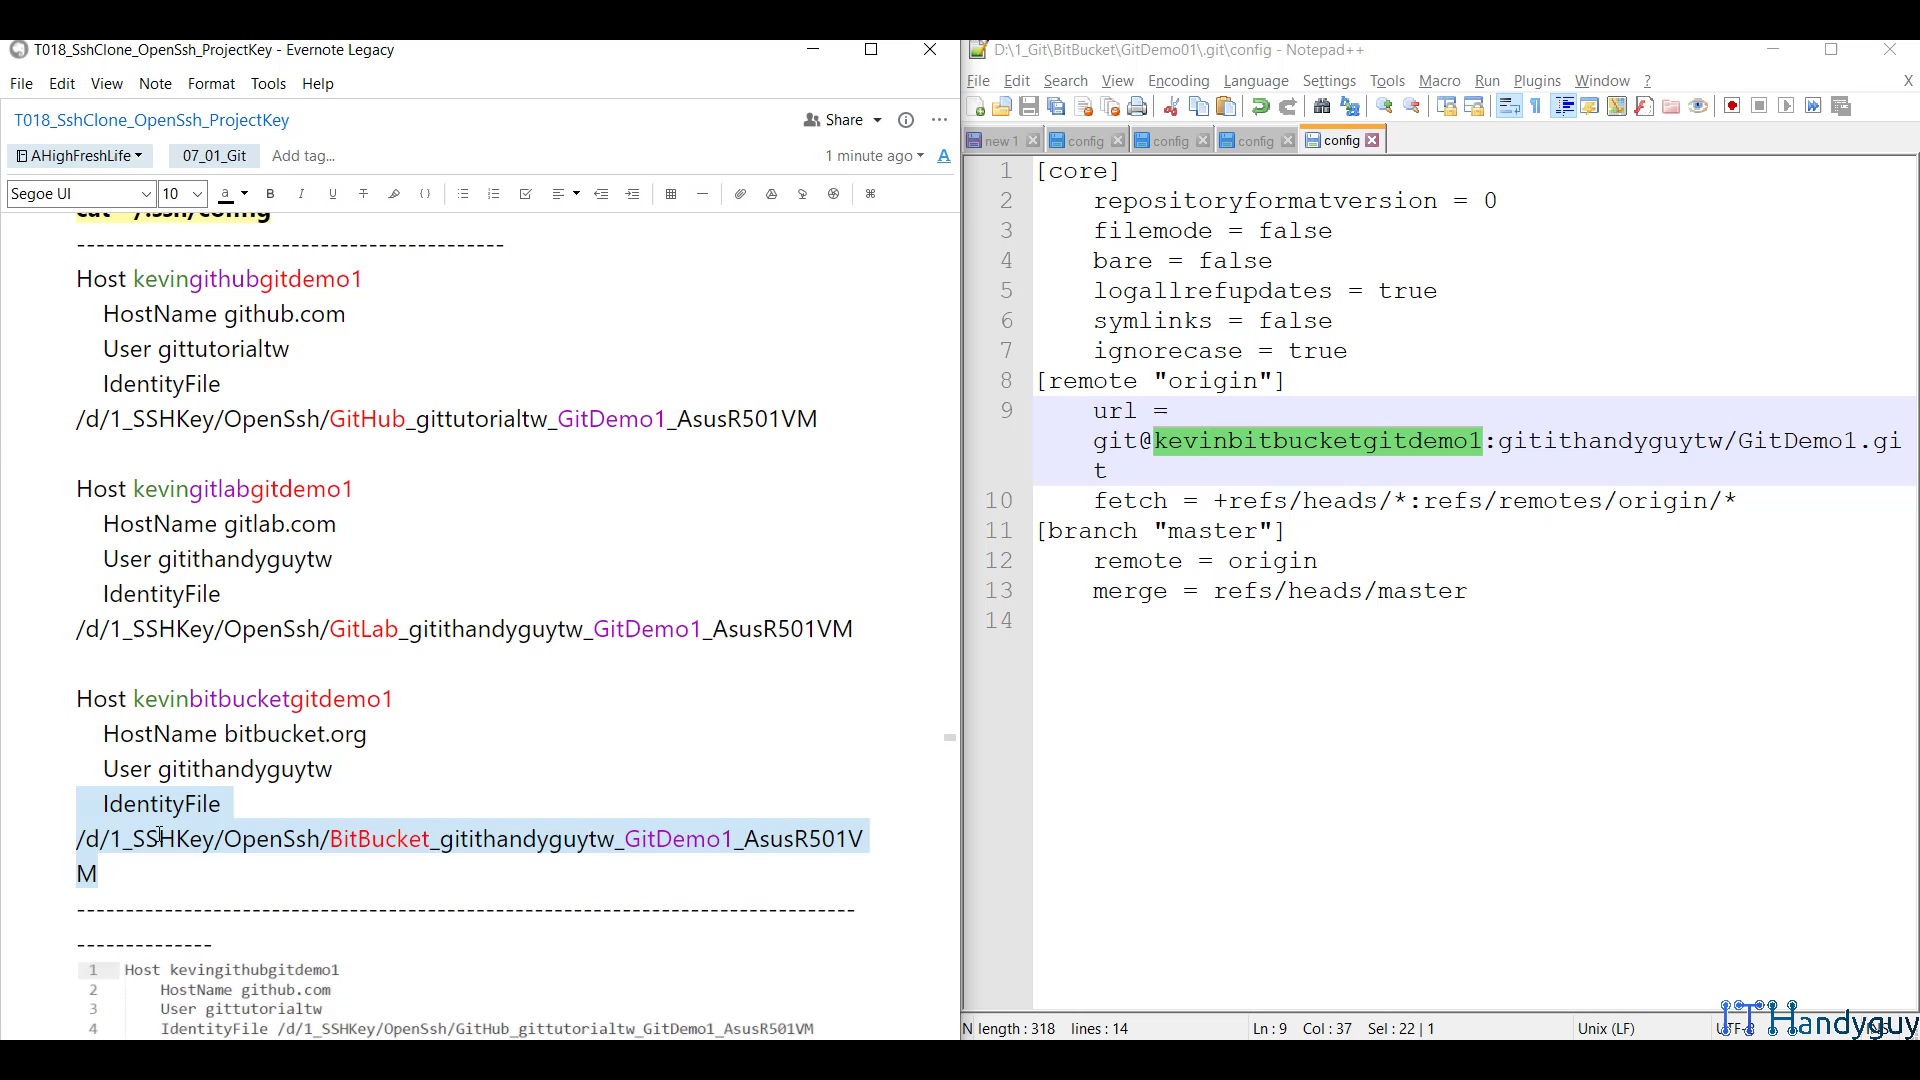 T018_SshClone_OpenSsh_ProjectKey - Evernote Legacy
File Edit View Note Format Tools Help
T018_SshClone_OpenSsh_ProjectKey
Share
AHighFreshLife
07_01_Git
Add tag...
1 minute ago
Segoe UI
10
cat ~/.ssh/config
--------------------------------------------
Host kevingithubgitdemo1
HostName github.com
User gittutorialtw
IdentityFile
/d/1_SSHKey/OpenSsh/GitHub_gittutorialtw_GitDemo1_AsusR501VM
Host kevingitlabgitdemo1
HostName gitlab.com
User gitithandyguytw
IdentityFile
/d/1_SSHKey/OpenSsh/GitLab_gitithandyguytw_GitDemo1_AsusR501VM
Host kevinbitbucketgitdemo1
HostName bitbucket.org
User gitithandyguytw
IdentityFile
/d/1_SSHKey/OpenSsh/BitBucket_gitithandyguytw_GitDemo1_AsusR501V
M
--------------------------------------------------------------------------------
--------------
1 Host kevingithubgitdemo1
2 HostName github.com
3 User gittutorialtw
4 IdentityFile /d/1_SSHKey/OpenSsh/GitHub_gittutorialtw_GitDemo1_AsusR501VM
D:\1_Git\BitBucket\GitDemo01\.git\config - Notepad++
File Edit Search View Encoding Language Settings Tools Macro Run Plugins Window ? X
new 1 config config config config
1 [core]
2 repositoryformatversion = 0
3 filemode = false
4 bare = false
5 logallrefupdates = true
6 symlinks = false
7 ignorecase = true
8 [remote "origin"]
9 url =
git@kevinbitbucketgitdemo1:gitithandyguytw/GitDemo1.gi
t
10 fetch = +refs/heads/*:refs/remotes/origin/*
11 [branch "master"]
12 remote = origin
13 merge = refs/heads/master
14
N length : 318 lines : 14 Ln : 9 Col : 37 Sel : 22 | 1 Unix (LF) UTF-8 INS
IT Handyguy